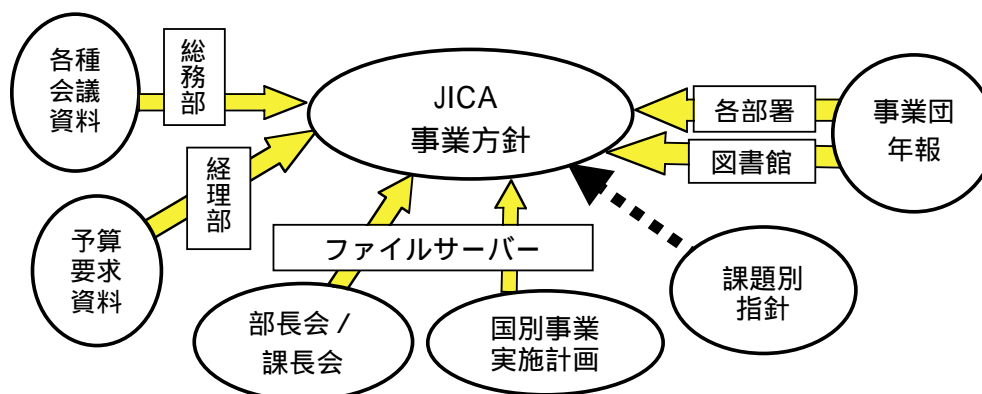 各種
会議
資料
総務部
JICA
事業方針
各部署
図書館
事業団
年報
経理部
予算
要求
資料
ファイルサーバー
部長会 /
課長会
国別事業
実施計画
課題別
指針